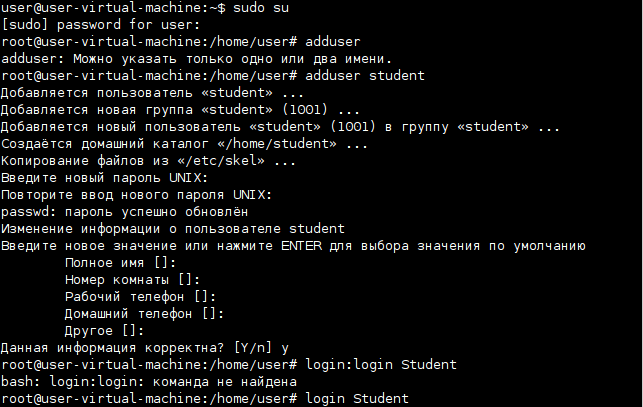 user@user-virtual-machine:~$ sudo su
[sudo] password for user:
root@user-virtual-machine:/home/user# adduser
adduser: Можно указать только одно или два имени.
root@user-virtual-machine:/home/user# adduser student
Добавляется пользователь «student» ...
Добавляется новая группа «student» (1001) ...
Добавляется новый пользователь «student» (1001) в группу «student» ...
Создаётся домашний каталог «/home/student» ...
Копирование файлов из «/etc/skel» ...
Введите новый пароль UNIX:
Повторите ввод нового пароля UNIX:
passwd: пароль успешно обновлён
Изменение информации о пользователе student
Введите новое значение или нажмите ENTER для выбора значения по умолчанию
Полное имя []:
Номер комнаты []:
Рабочий телефон []:
Домашний телефон []:
Другое []:
Данная информация корректна? [Y/n] y
root@user-virtual-machine:/home/user# login:login Student
bash: login:login: команда не найдена
root@user-virtual-machine:/home/user# login Student